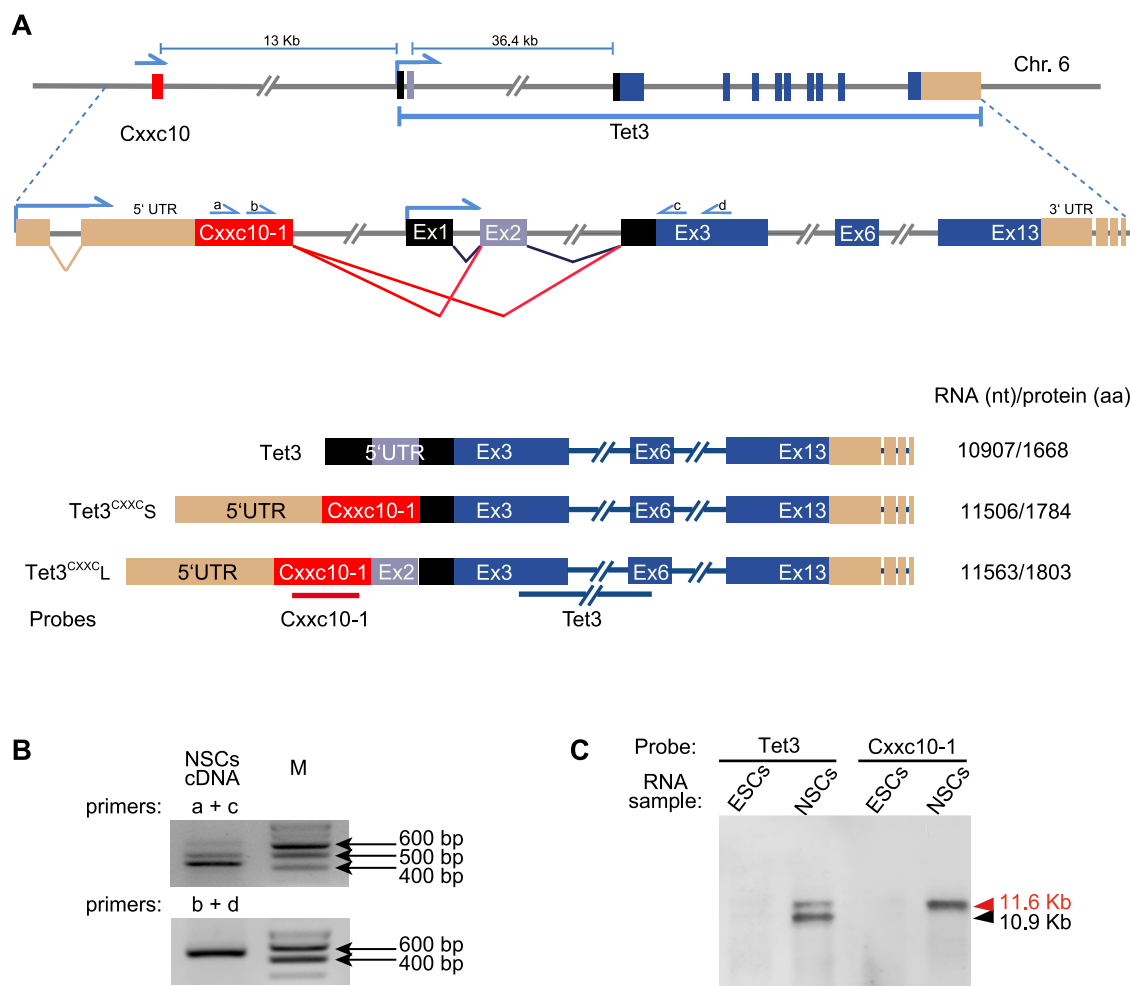 A
13 Kb
36.4 kb
Chr. 6
Cxxc10
Tet3
5' UTR
a
b
c
d
3' UTR
Cxxc10-1
Ex1
Ex2
Ex3
Ex6
Ex13
RNA (nt)/protein (aa)
Tet3
5'UTR
Ex3
Ex6
Ex13
10907/1668
Tet3CXXCS
5'UTR
Cxxc10-1
Ex3
Ex6
Ex13
11506/1784
Tet3CXXCL
5'UTR
Cxxc10-1
Ex2
Ex3
Ex6
Ex13
11563/1803
Probes
Cxxc10-1
Tet3
B
NSCs
cDNA
M
primers:
a + c
600 bp
500 bp
400 bp
primers:
b + d
600 bp
400 bp
C
Probe:
Tet3
Cxxc10-1
RNA
sample:
ESCs
NSCs
ESCs
NSCs
11.6 Kb
10.9 Kb